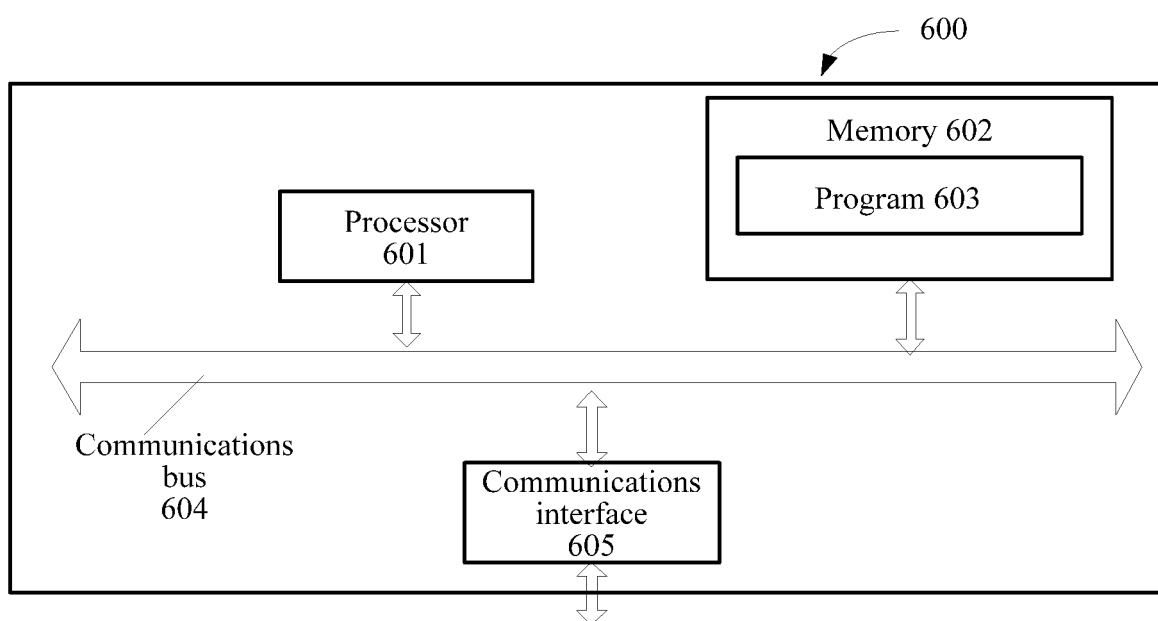 600
Memory 602
Program 603
Processor
601
Communications
bus
604
Communications
interface
605